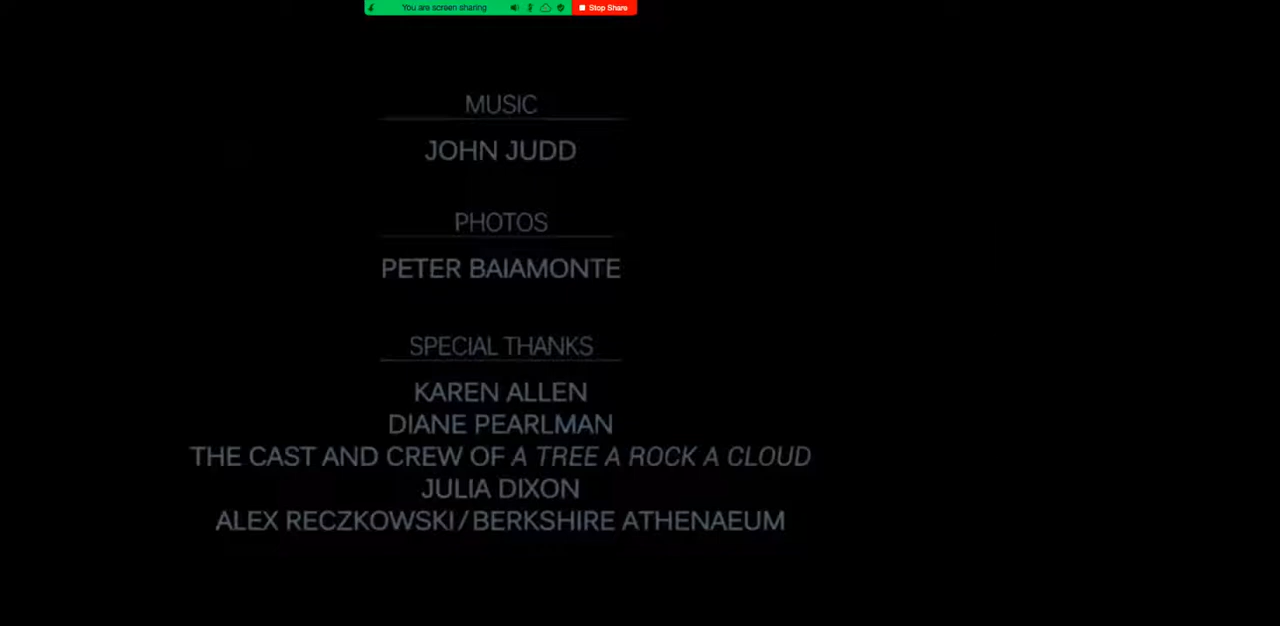 You are screen sharing
Stop Share
MUSIC
JOHN JUDD
PHOTOS
PETER BAIAMONTE
SPECIAL THANKS
KAREN ALLEN
DIANE PEARLMAN
THE CAST AND CREW OF A TREE A ROCK A CLOUD
JULIA DIXON
ALEX RECZKOWSKI/BERKSHIRE ATHENAEUM